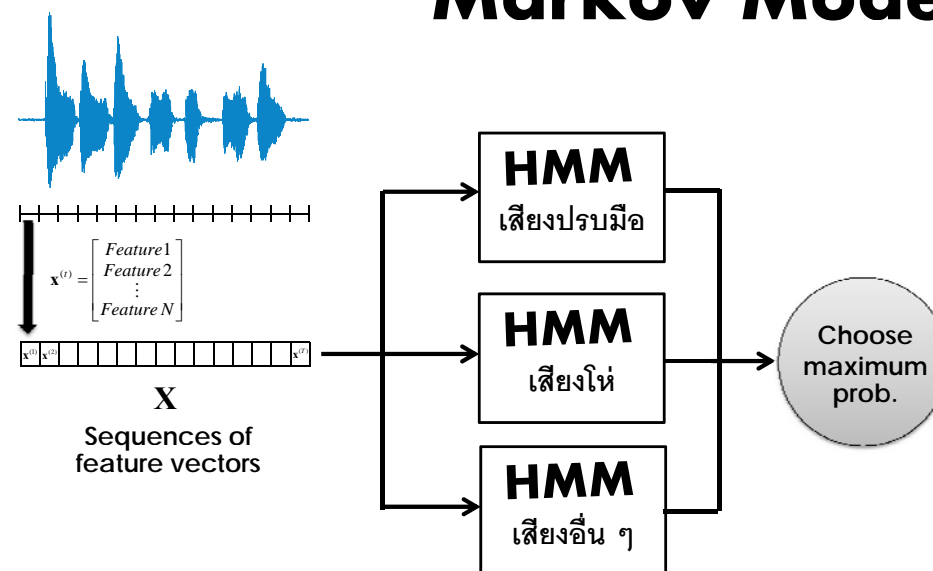 Markov Mode
HMM
เสียงปรบมือ
x(t) =
Feature1
Feature 2
⋮
Feature N
x(1) x(2) x(T)
X
Sequences of
feature vectors
HMM
เสียงโห่
HMM
เสียงอื่น ๆ
Choose
maximum
prob.